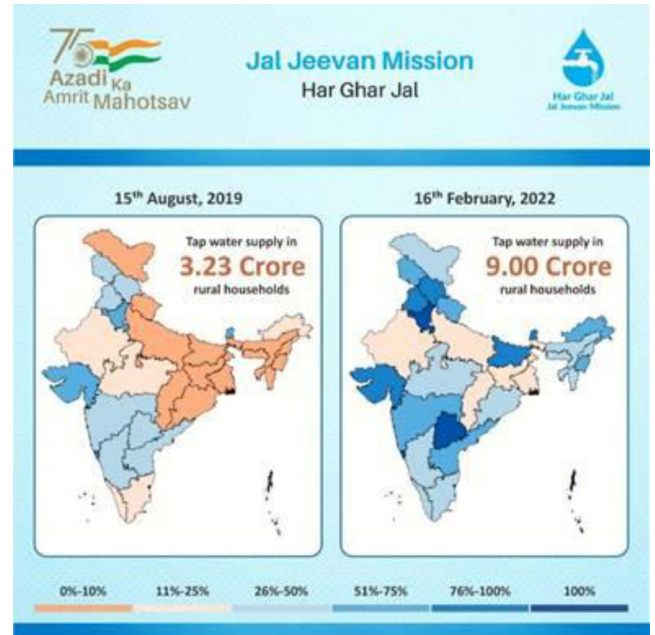 75
Azadi Ka
Amrit Mahotsav
Jal Jeevan Mission
Har Ghar Jal
Har Ghar Jal
Jal Jeevan Mission
15th August, 2019
16th February, 2022
Tap water supply in
3.23 Crore
rural households
Tap water supply in
9.00 Crore
rural households
0%-10% 11%-25% 26%-50% 51%-75% 76%-100% 100%